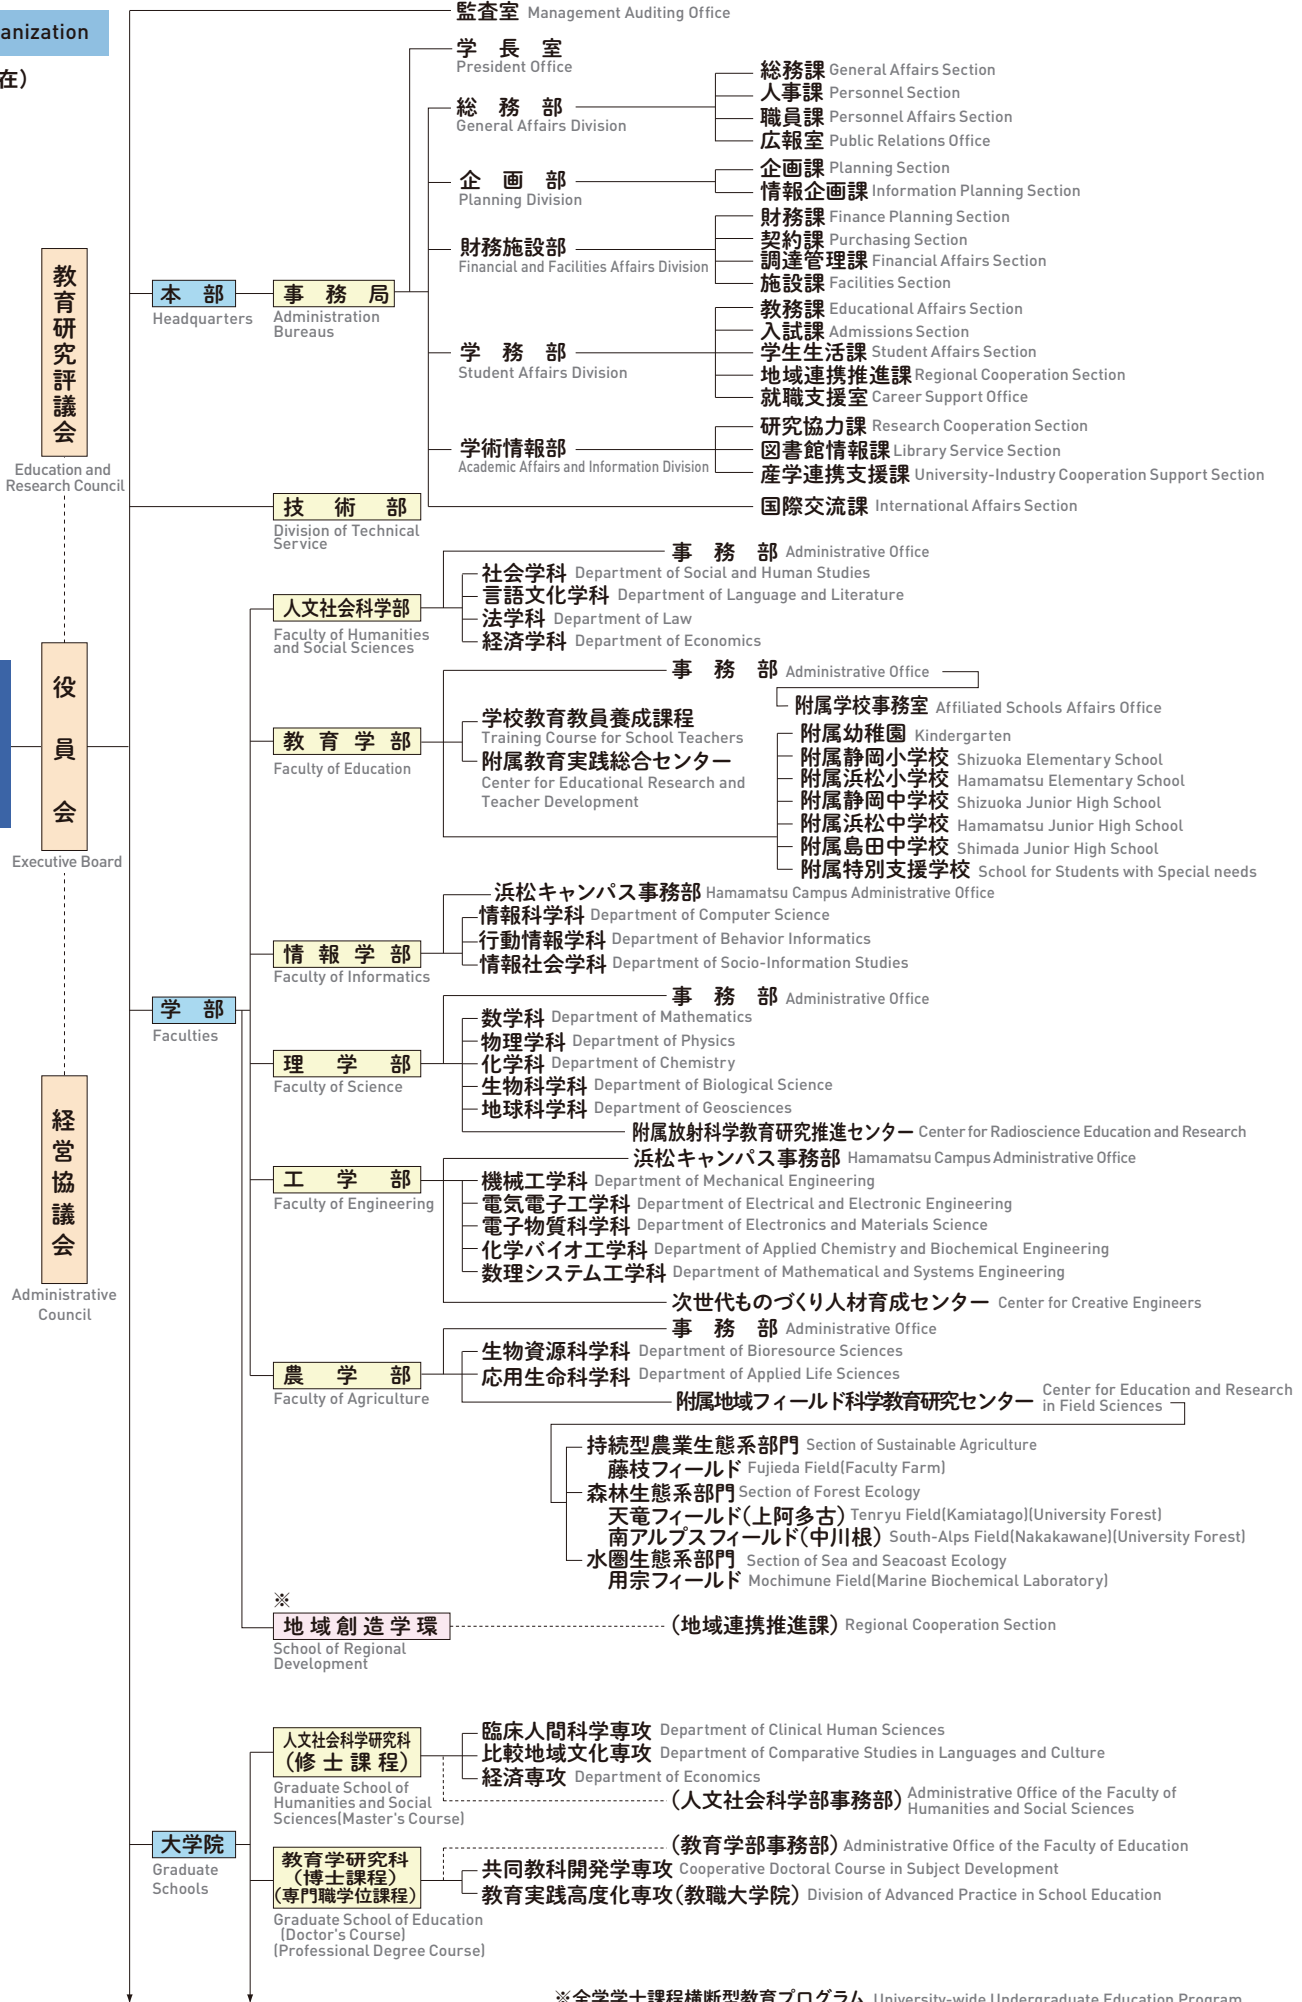 anization
在）
監査室 Management Auditing Office
学 長 室
President Office
総 務 部
General Affairs Division
総務課 General Affairs Section
人事課 Personnel Section
職員課 Personnel Affairs Section
広報室 Public Relations Office
企 画 部
Planning Division
企画課 Planning Section
情報企画課 Information Planning Section
財務施設部
Financial and Facilities Affairs Division
財務課 Finance Planning Section
契約課 Purchasing Section
調達管理課 Financial Affairs Section
施設課 Facilities Section
本 部
Headquarters
事 務 局
Administration
Bureaus
学 務 部
Student Affairs Division
教務課 Educational Affairs Section
入試課 Admissions Section
学生生活課 Student Affairs Section
地域連携推進課 Regional Cooperation Section
就職支援室 Career Support Office
学術情報部
Academic Affairs and Information Division
研究協力課 Research Cooperation Section
図書館情報課 Library Service Section
産学連携支援課 University-Industry Cooperation Support Section
国際交流課 International Affairs Section
技 術 部
Division of Technical
Service
教育研究評議会
Education and
Research Council
役員会
Executive Board
経営協議会
Administrative
Council
学 部
Faculties
人文社会科学部
Faculty of Humanities
and Social Sciences
事 務 部 Administrative Office
社会学科 Department of Social and Human Studies
言語文化学科 Department of Language and Literature
法学科 Department of Law
経済学科 Department of Economics
教 育 学 部
Faculty of Education
事 務 部 Administrative Office
附属学校事務室 Affiliated Schools Affairs Office
学校教育教員養成課程
Training Course for School Teachers
附属教育実践総合センター
Center for Educational Research and
Teacher Development
附属幼稚園 Kindergarten
附属静岡小学校 Shizuoka Elementary School
附属浜松小学校 Hamamatsu Elementary School
附属静岡中学校 Shizuoka Junior High School
附属浜松中学校 Hamamatsu Junior High School
附属島田中学校 Shimada Junior High School
附属特別支援学校 School for Students with Special needs
情 報 学 部
Faculty of Informatics
浜松キャンパス事務部 Hamamatsu Campus Administrative Office
情報科学科 Department of Computer Science
行動情報学科 Department of Behavior Informatics
情報社会学科 Department of Socio-Information Studies
理 学 部
Faculty of Science
事 務 部 Administrative Office
数学科 Department of Mathematics
物理学科 Department of Physics
化学科 Department of Chemistry
生物科学科 Department of Biological Science
地球科学科 Department of Geosciences
附属放射科学教育研究推進センター Center for Radioscience Education and Research
工 学 部
Faculty of Engineering
浜松キャンパス事務部 Hamamatsu Campus Administrative Office
機械工学科 Department of Mechanical Engineering
電気電子工学科 Department of Electrical and Electronic Engineering
電子物質科学科 Department of Electronics and Materials Science
化学バイオ工学科 Department of Applied Chemistry and Biochemical Engineering
数理システム工学科 Department of Mathematical and Systems Engineering
次世代ものづくり人材育成センター Center for Creative Engineers
農 学 部
Faculty of Agriculture
事 務 部 Administrative Office
生物資源科学科 Department of Bioresource Sciences
応用生命科学科 Department of Applied Life Sciences
附属地域フィールド科学教育研究センター Center for Education and Research
in Field Sciences
持続型農業生態系部門 Section of Sustainable Agriculture
藤枝フィールド Fujieda Field(Faculty Farm)
森林生態系部門 Section of Forest Ecology
天竜フィールド（上阿多古） Tenryu Field(Kamiatago)(University Forest)
南アルプスフィールド（中川根） South-Alps Field(Nakakawane)(University Forest)
水圏生態系部門 Section of Sea and Seacoast Ecology
用宗フィールド Mochimune Field(Marine Biochemical Laboratory)
※
地域創造学環
School of Regional
Development
（地域連携推進課） Regional Cooperation Section
大学院
Graduate
Schools
人文社会科学研究科
（修士課程）
Graduate School of
Humanities and Social
Sciences(Master's Course)
臨床人間科学専攻 Department of Clinical Human Sciences
比較地域文化専攻 Department of Comparative Studies in Languages and Culture
経済専攻 Department of Economics
（人文社会科学部事務部） Administrative Office of the Faculty of
Humanities and Social Sciences
教育学研究科
（博士課程）
（専門職学位課程）
Graduate School of Education
(Doctor's Course)
(Professional Degree Course)
（教育学部事務部） Administrative Office of the Faculty of Education
共同教科開発学専攻 Cooperative Doctoral Course in Subject Development
教育実践高度化専攻（教職大学院） Division of Advanced Practice in School Education
※全学学士課程横断型教育プログラム University-wide Undergraduate Education Program